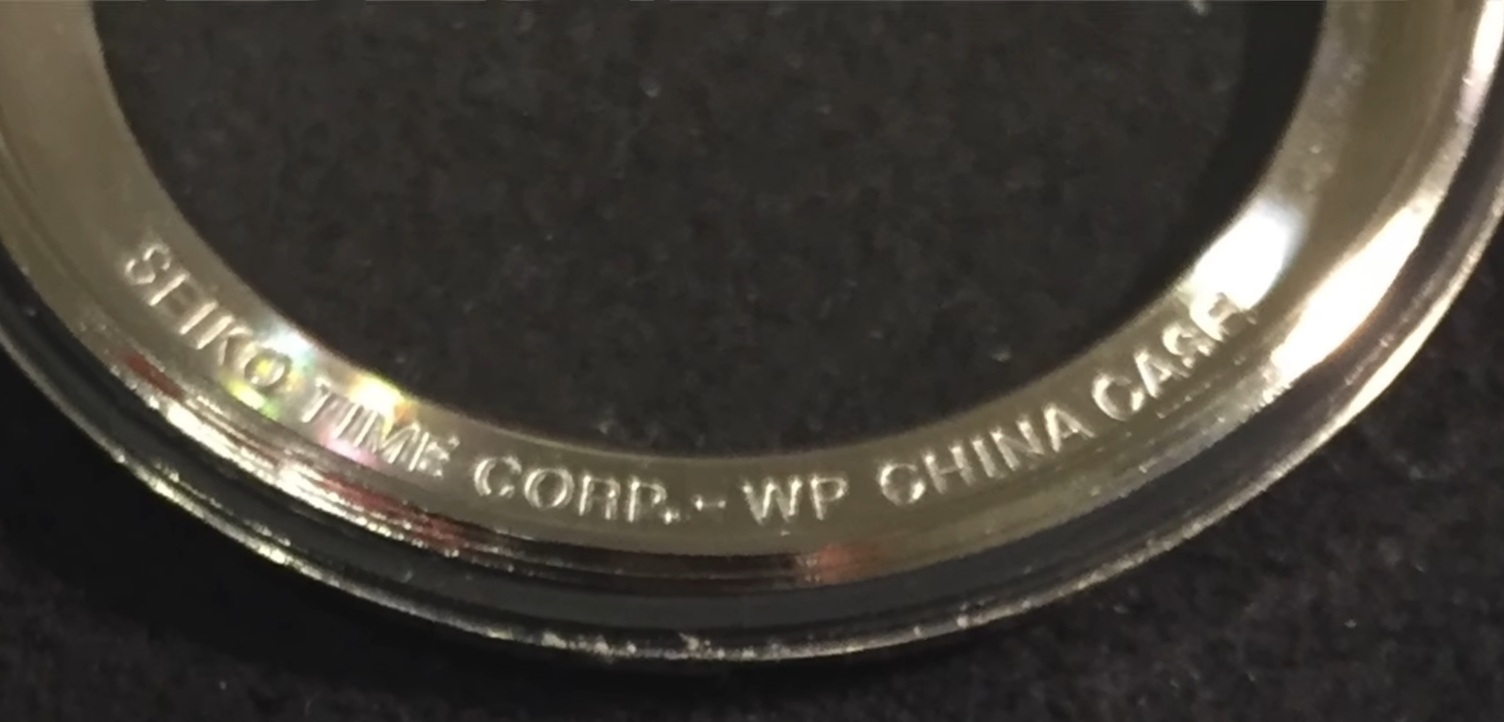 SEIKO TIME CORP.-WP CHINA CASE